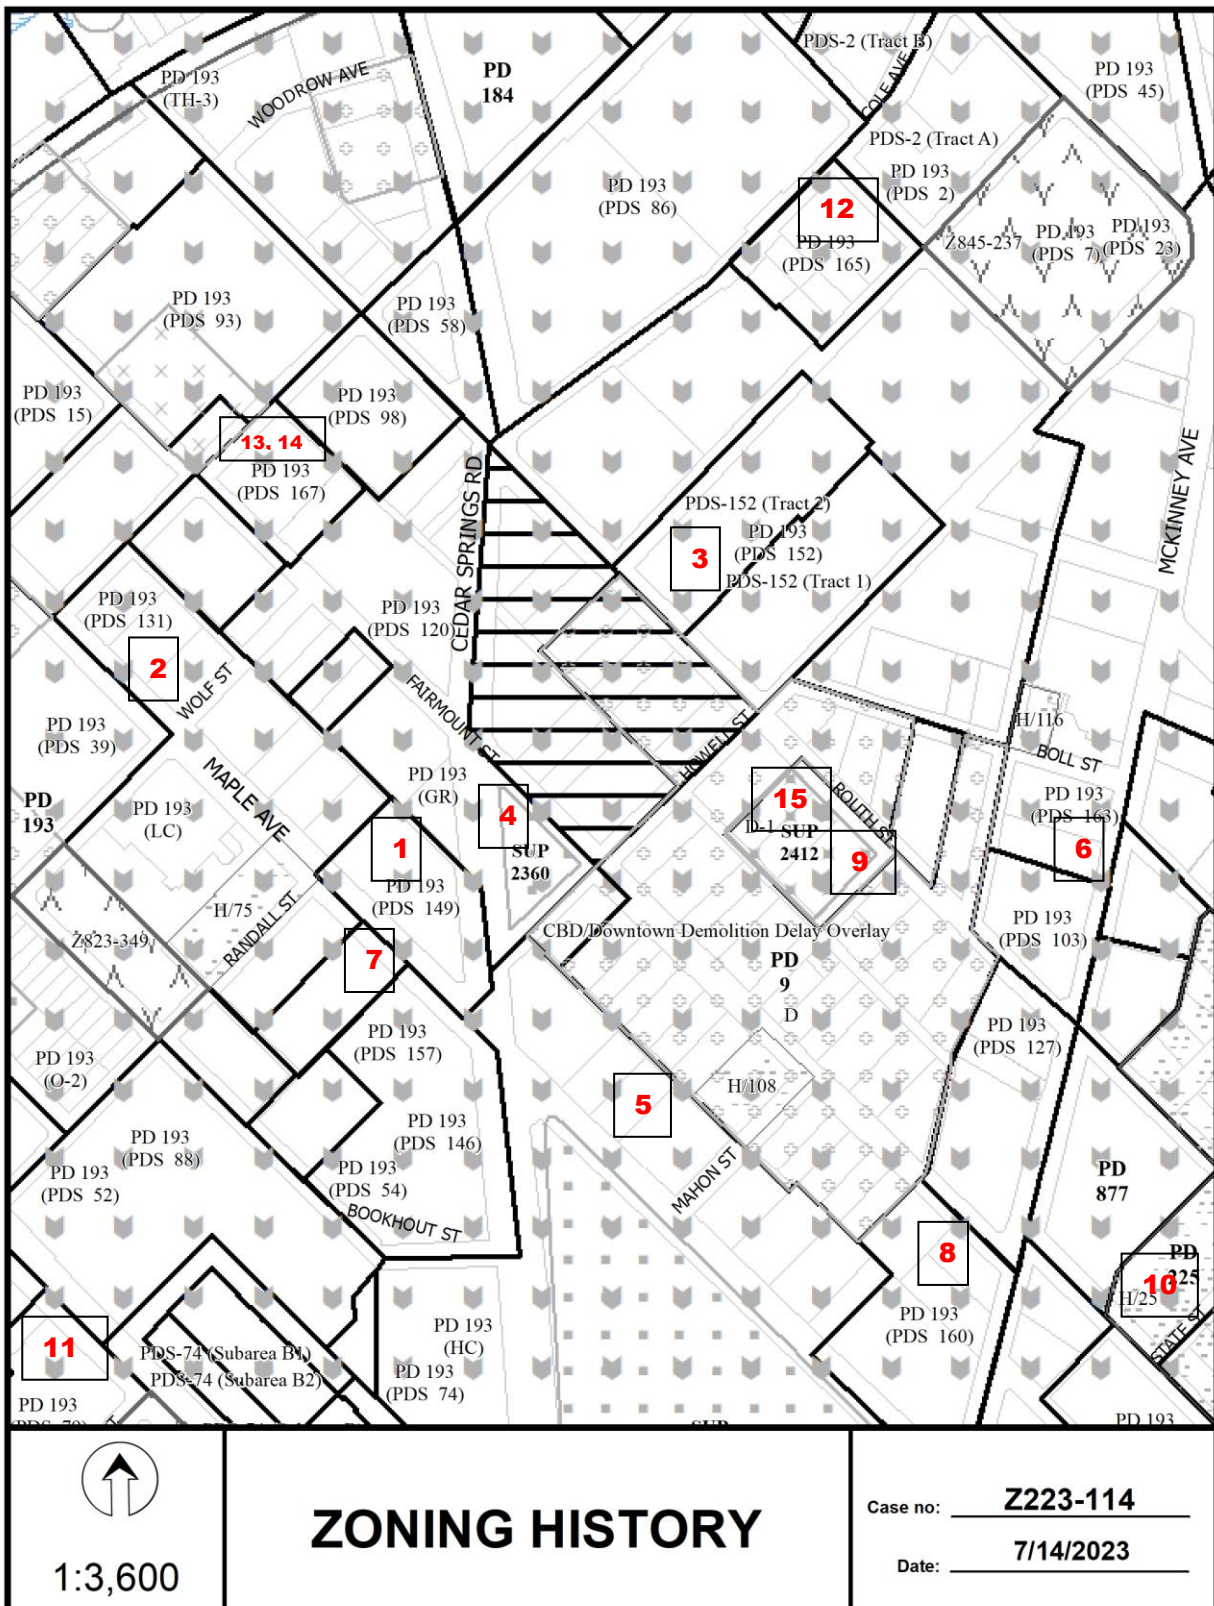 PDS-2 (Tract B)
PD 193
(TH-3)
WOODROW AVE
PD
184
COLE AVE
PD 193
(PDS 45)
PDS-2 (Tract A)
PD 193
(PDS 2)
PD 193
(PDS 86)
12
PD 193
(PDS 165)
Z845-237
PD 193
(PDS 7)
PD 193
(PDS 23)
PD 193
(PDS 93)
PD 193
(PDS 58)
PD 193
(PDS 15)
PD 193
(PDS 98)
13, 14
PD 193
(PDS 167)
CEDAR SPRINGS RD
MCKINNEY AVE
PDS-152 (Tract 2)
PD 193
(PDS 152)
3
PDS-152 (Tract 1)
PD 193
(PDS 131)
PD 193
(PDS 120)
2
WOLF ST
FAIRMOUNT ST
PD 193
(PDS 39)
HOWELL ST
H/116
BOLL ST
MAPLE AVE
PD 193
(GR)
PD
193
PD 193
(LC)
4
15
ROUTH ST
PD 193
(PDS 163)
D-1
SUP
2412
1
SUP
2360
9
6
PD 193
(PDS 149)
H/75
RANDALL ST
Z823-349
CBD/Downtown Demolition Delay Overlay
PD 193
(PDS 103)
7
PD
9
D
PD 193
(PDS 157)
PD 193
(PDS 127)
PD 193
(O-2)
5
H/108
PD 193
(PDS 146)
PD 193
(PDS 88)
PD 193
(PDS 52)
PD 193
(PDS 54)
MAHON ST
PD
877
BOOKHOUT ST
8
PD
225
10
H/25
PD 193
(PDS 160)
STATE ST
11
PD 193
(HC)
PDS-74 (Subarea B1)
PDS-74 (Subarea B2)
PD 193
(PDS 74)
PD 193
(PDS 79)
SUP
PD 193
1:3,600
ZONING HISTORY
Case no: Z223-114
Date: 7/14/2023